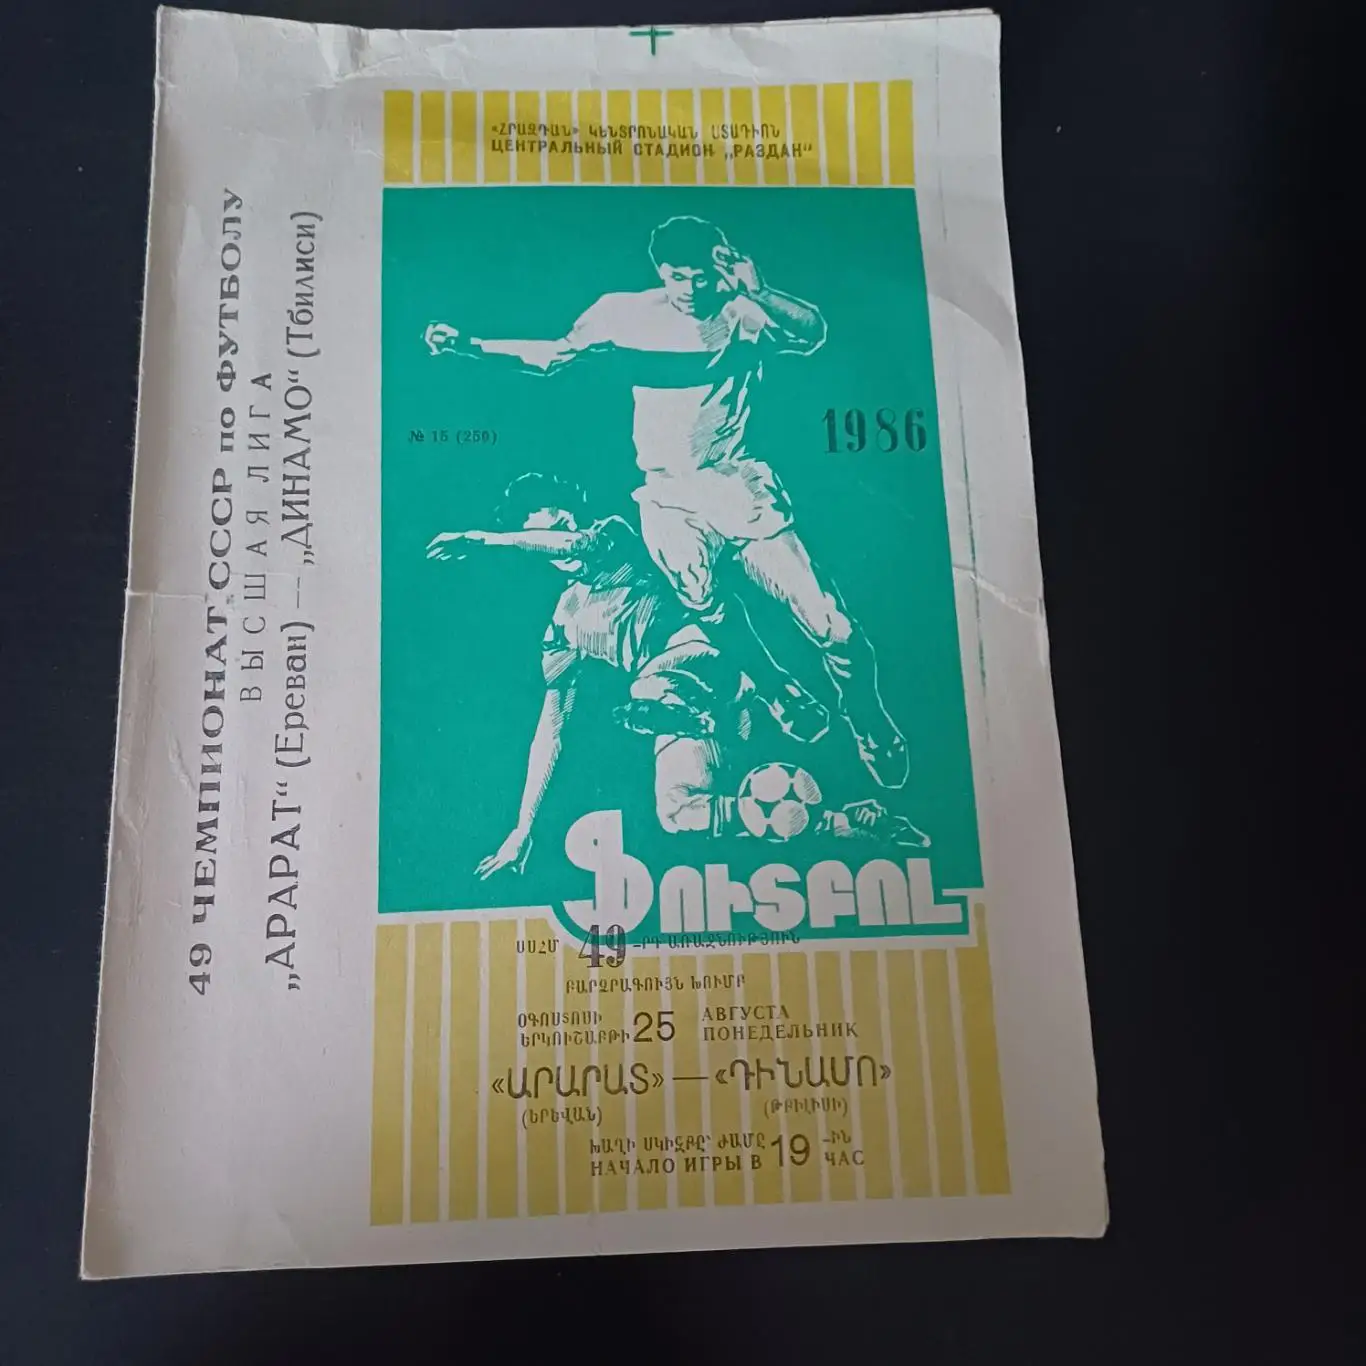 49 ЧЕМПИОНАТ СССР по ФУТБОЛУ
ВЫСШАЯ ЛИГА
„АРАРАТ“ (Ереван) — „ДИНАМО“ (Тбилиси)
«ՀՐԱԶԴԱՆ» ԿԵՆՏՐՈՆԱԿԱՆ ՍՏԱԴԻՈՆ
ЦЕНТРАЛЬНЫЙ СТАДИОН „РАЗДАН“
№ 15 (250)
1986
Ֆուտբոլ
ՍՍՀՄ 49-ՐԴ ԱՌԱՋՆՈՒԹՅՈՒՆ
ԲԱՐՁՐԱԳՈՒՅՆ ԽՈՒՄԲ
ՕԳՈՍՏՈՍԻ 25 АВГУСТА
ԵՐԿՈՒՇԱԲԹԻ ПОНЕДЕЛЬНИК
«ԱՐԱՐԱՏ» — «ԴԻՆԱՄՈ»
(ԵՐԵՎԱՆ) (ԹԲԻԼԻՍԻ)
ԽԱՂԻ ՍԿԻԶԲԸ՝ ԺԱՄԸ 19-ԻՆ
НАЧАЛО ИГРЫ В ЧАС